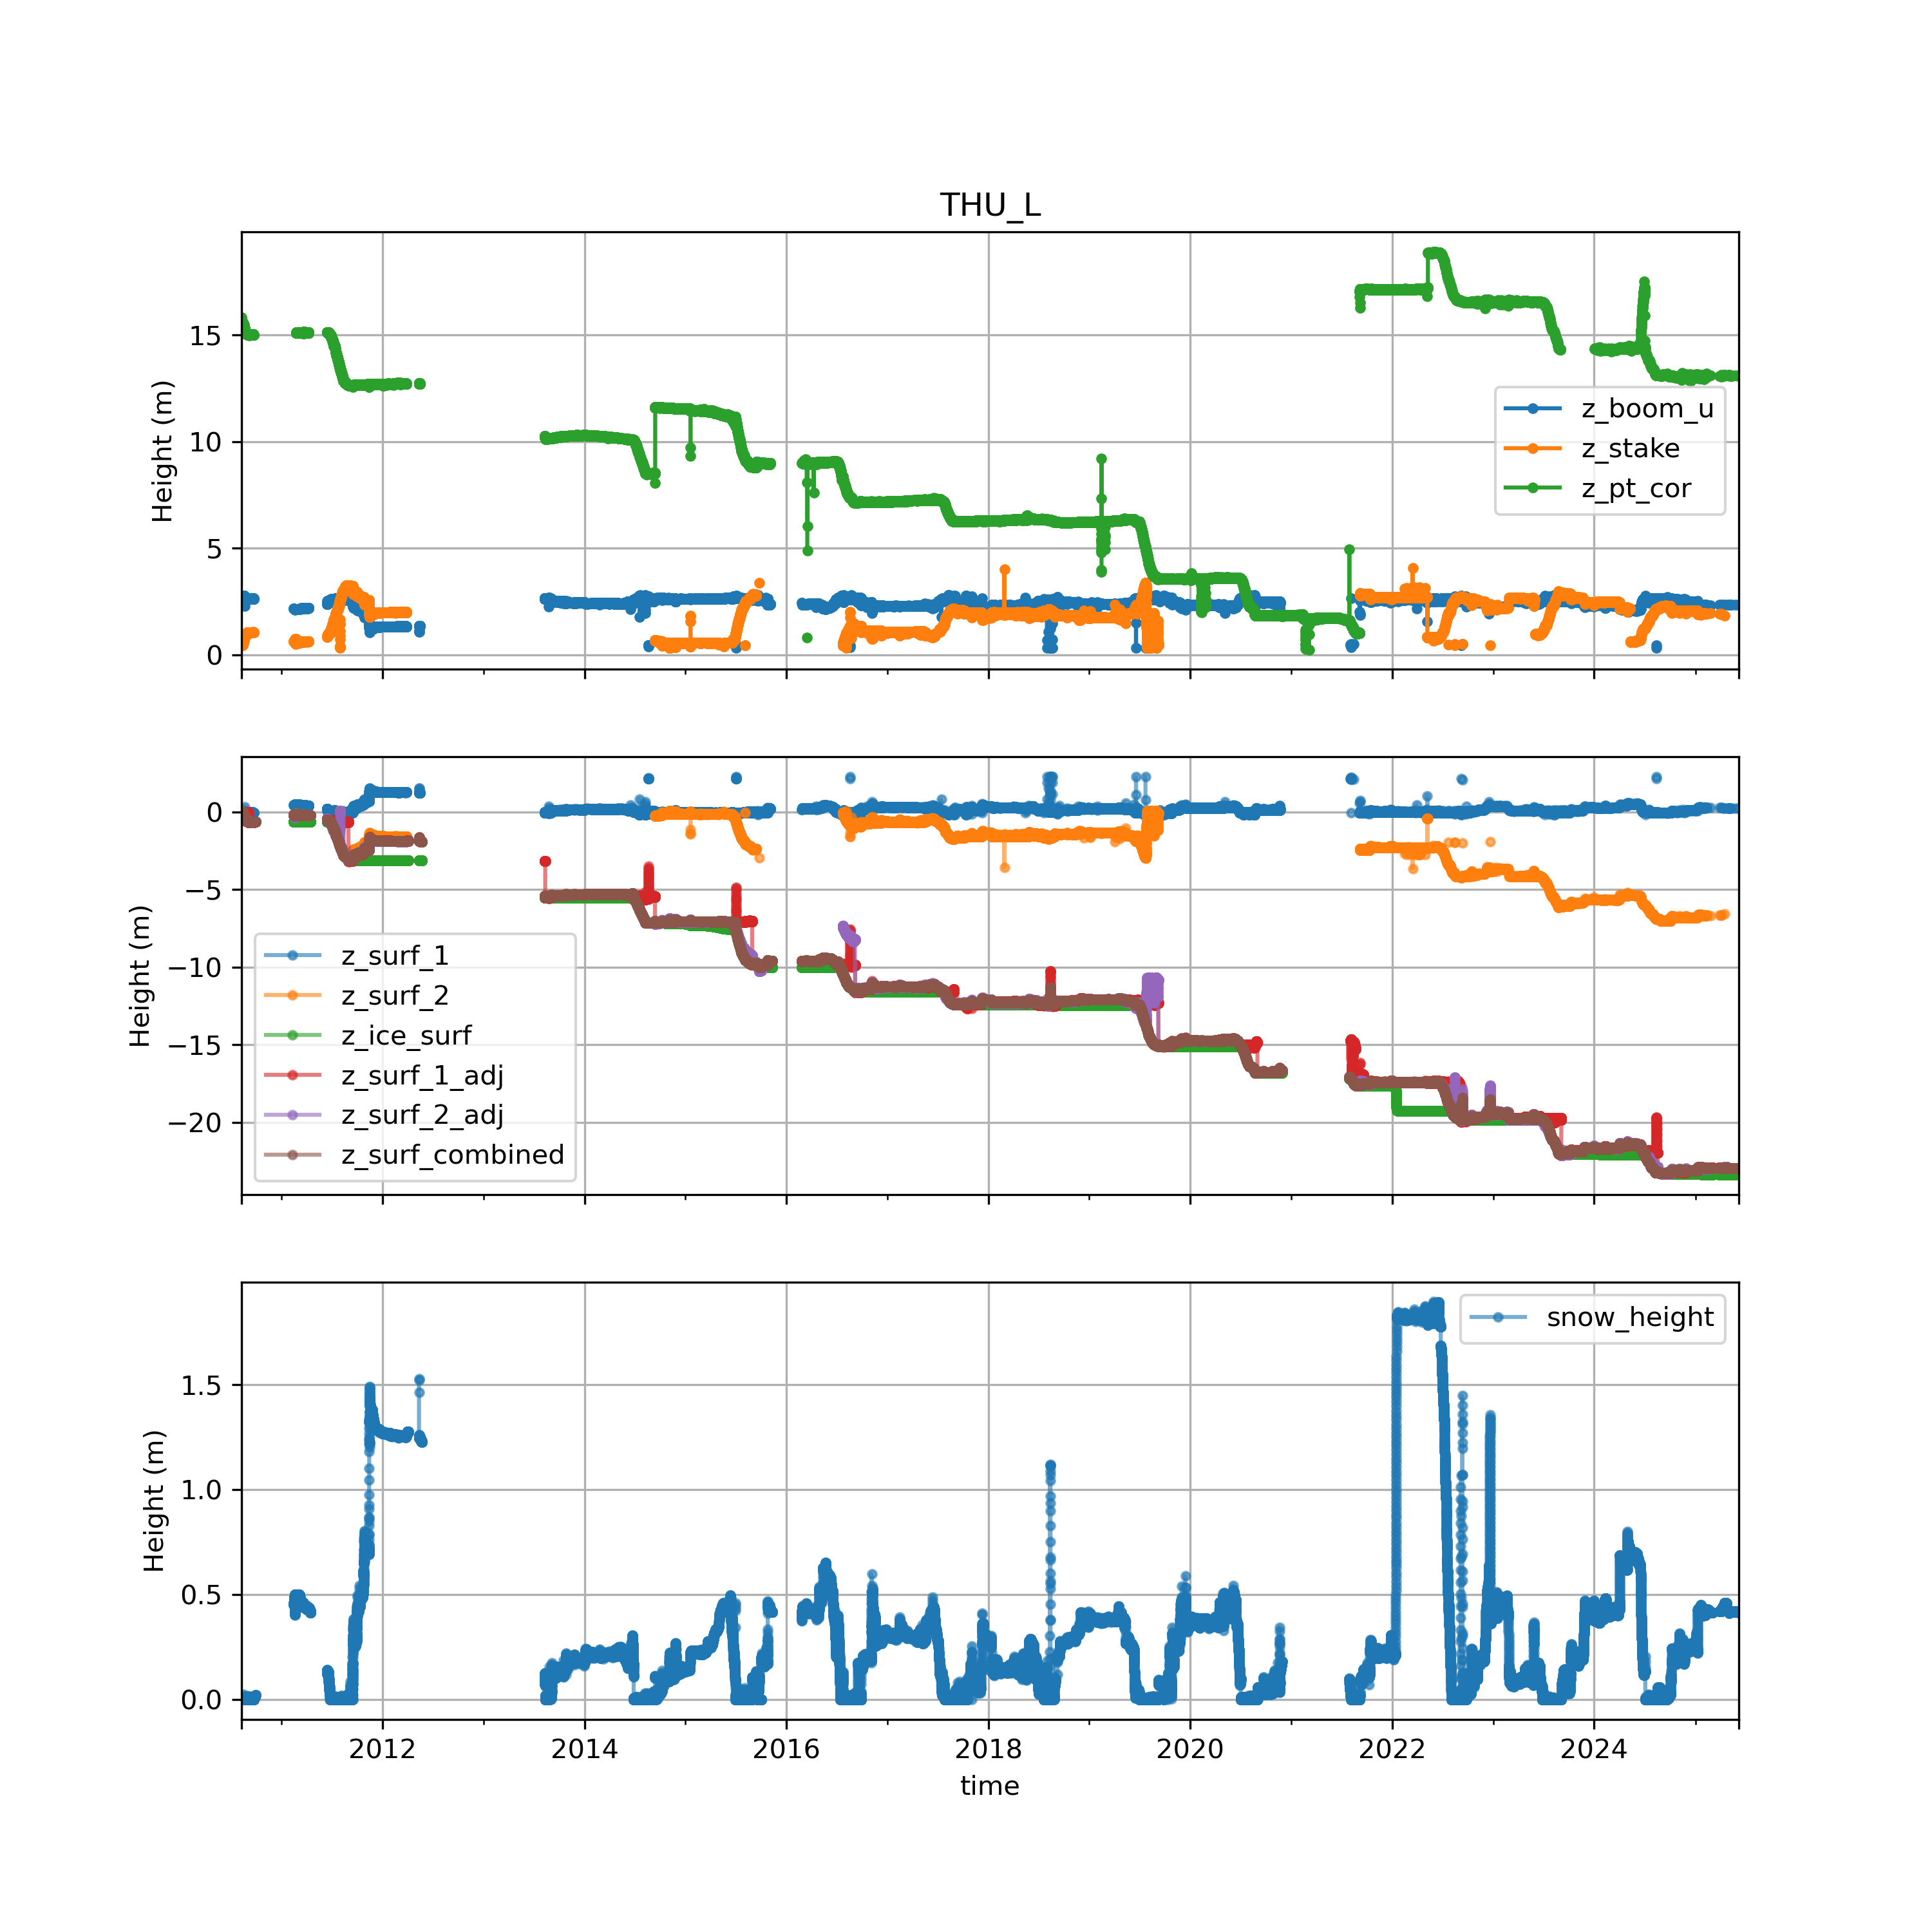 THU_L
Height (m)
15
10
5
0
z_boom_u
z_stake
z_pt_cor
Height (m)
0
−5
−10
−15
−20
z_surf_1
z_surf_2
z_ice_surf
z_surf_1_adj
z_surf_2_adj
z_surf_combined
Height (m)
1.5
1.0
0.5
0.0
snow_height
2012 2014 2016 2018 2020 2022 2024
time